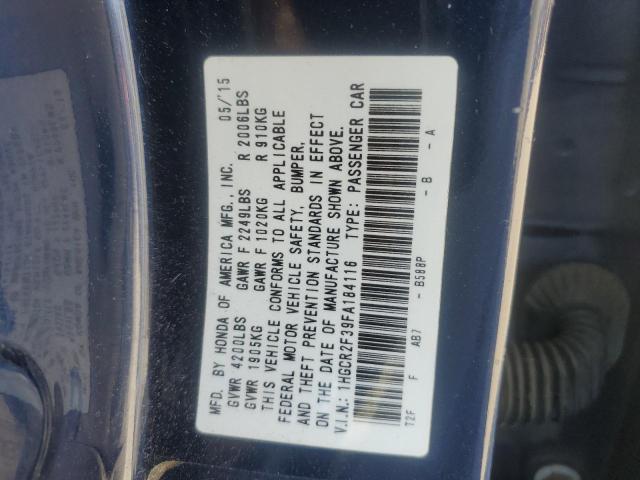 MFD. BY HONDA OF AMERICA MFG., INC. 05/'15
GVWR 4200LBS GAWR F 2249LBS R 2006LBS
GVWR 1905KG GAWR F 1020KG R 910KG
THIS VEHICLE CONFORMS TO ALL APPLICABLE
FEDERAL MOTOR VEHICLE SAFETY, BUMPER,
AND THEFT PREVENTION STANDARDS IN EFFECT
ON THE DATE OF MANUFACTURE SHOWN ABOVE.
V.I.N.: 1HGCR2F39FA184116 TYPE: PASSENGER CAR
T2F F AB7 - B588P - B - A